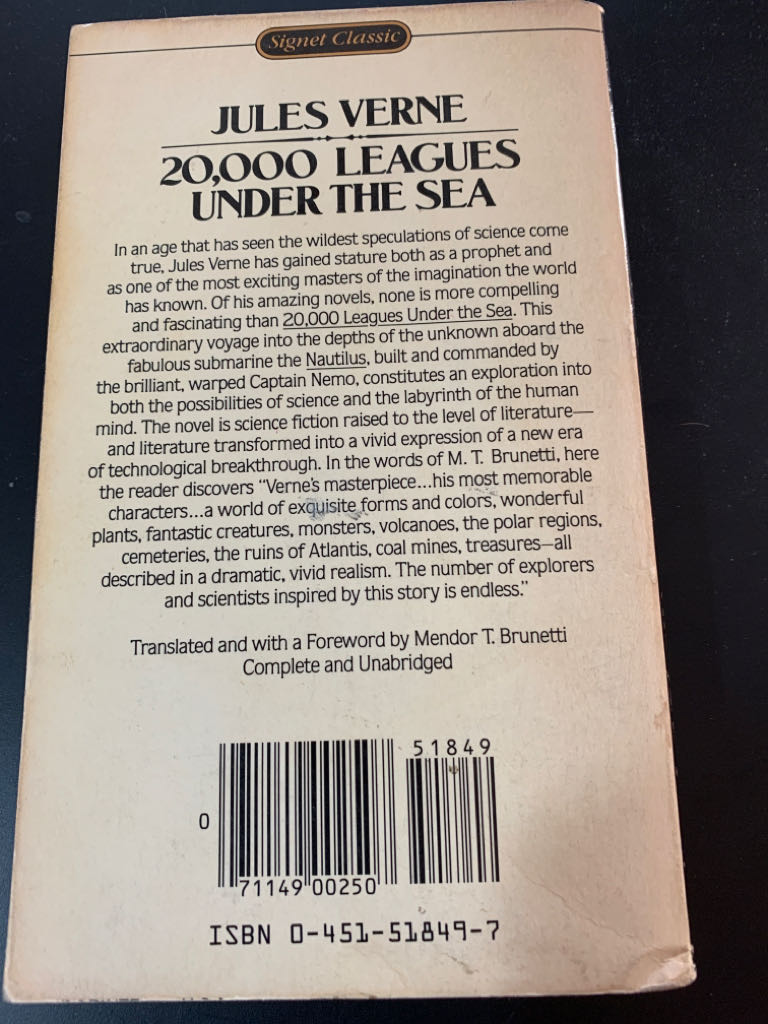 Signet Classic
JULES VERNE
20,000 LEAGUES
UNDER THE SEA
In an age that has seen the wildest speculations of science come
true, Jules Verne has gained stature both as a prophet and
as one of the most exciting masters of the imagination the world
has known. Of his amazing novels, none is more compelling
and fascinating than 20,000 Leagues Under the Sea. This
extraordinary voyage into the depths of the unknown aboard the
fabulous submarine the Nautilus, built and commanded by
the brilliant, warped Captain Nemo, constitutes an exploration into
both the possibilities of science and the labyrinth of the human
mind. The novel is science fiction raised to the level of literature—
and literature transformed into a vivid expression of a new era
of technological breakthrough. In the words of M. T. Brunetti, here
the reader discovers “Verne's masterpiece...his most memorable
characters...a world of exquisite forms and colors, wonderful
plants, fantastic creatures, monsters, volcanoes, the polar regions,
cemeteries, the ruins of Atlantis, coal mines, treasures—all
described in a dramatic, vivid realism. The number of explorers
and scientists inspired by this story is endless.”
Translated and with a Foreword by Mendor T. Brunetti
Complete and Unabridged
51849
0
71149 00250
ISBN 0-451-51849-7